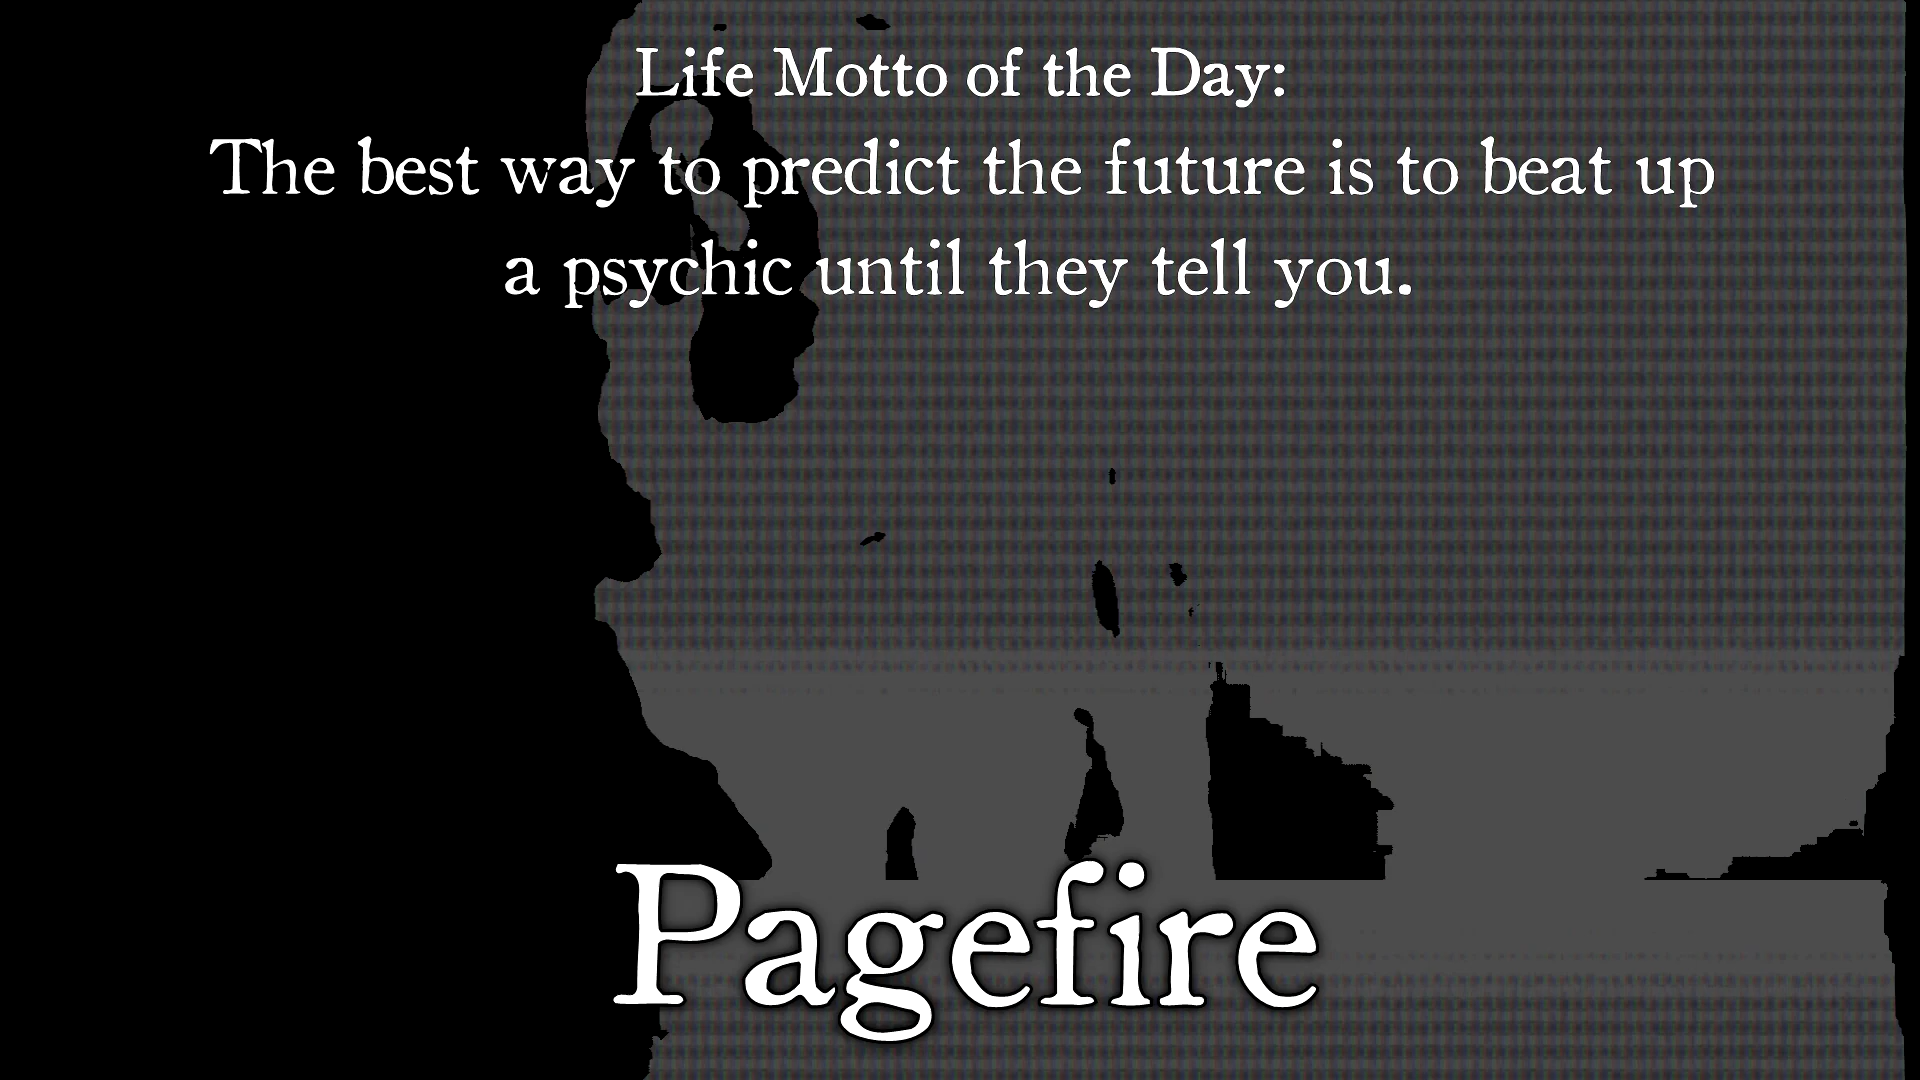 Life Motto of the Day:
The best way to predict the future is to beat up
a psychic until they tell you.
Pagefire